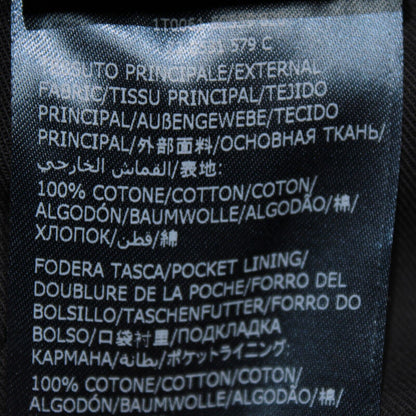 TESSUTO PRINCIPALE/EXTERNAL
FABRIC/TISSU PRINCIPAL/TEJIDO
PRINCIPAL/AUßENGEWEBE/TECIDO
PRINCIPAL/外部面料/ОСНОВНАЯ ТКАНЬ/
القماش الخارجي/表地:
100% COTONE/COTTON/COTON/
ALGODÓN/BAUMWOLLE/ALGODÃO/棉/
ХЛОПОК/قطن/綿
FODERA TASCA/POCKET LINING/
DOUBLURE DE LA POCHE/FORRO DEL
BOLSILLO/TASCHENFUTTER/FORRO DO
BOLSO/口袋衬里/ПОДКЛАДКА
КАРМАНА/بطانة/ポケットライニング:
100% COTONE/COTTON/COTON/
ALGODÓN/BAUMWOLLE/ALGODÃO/棉/